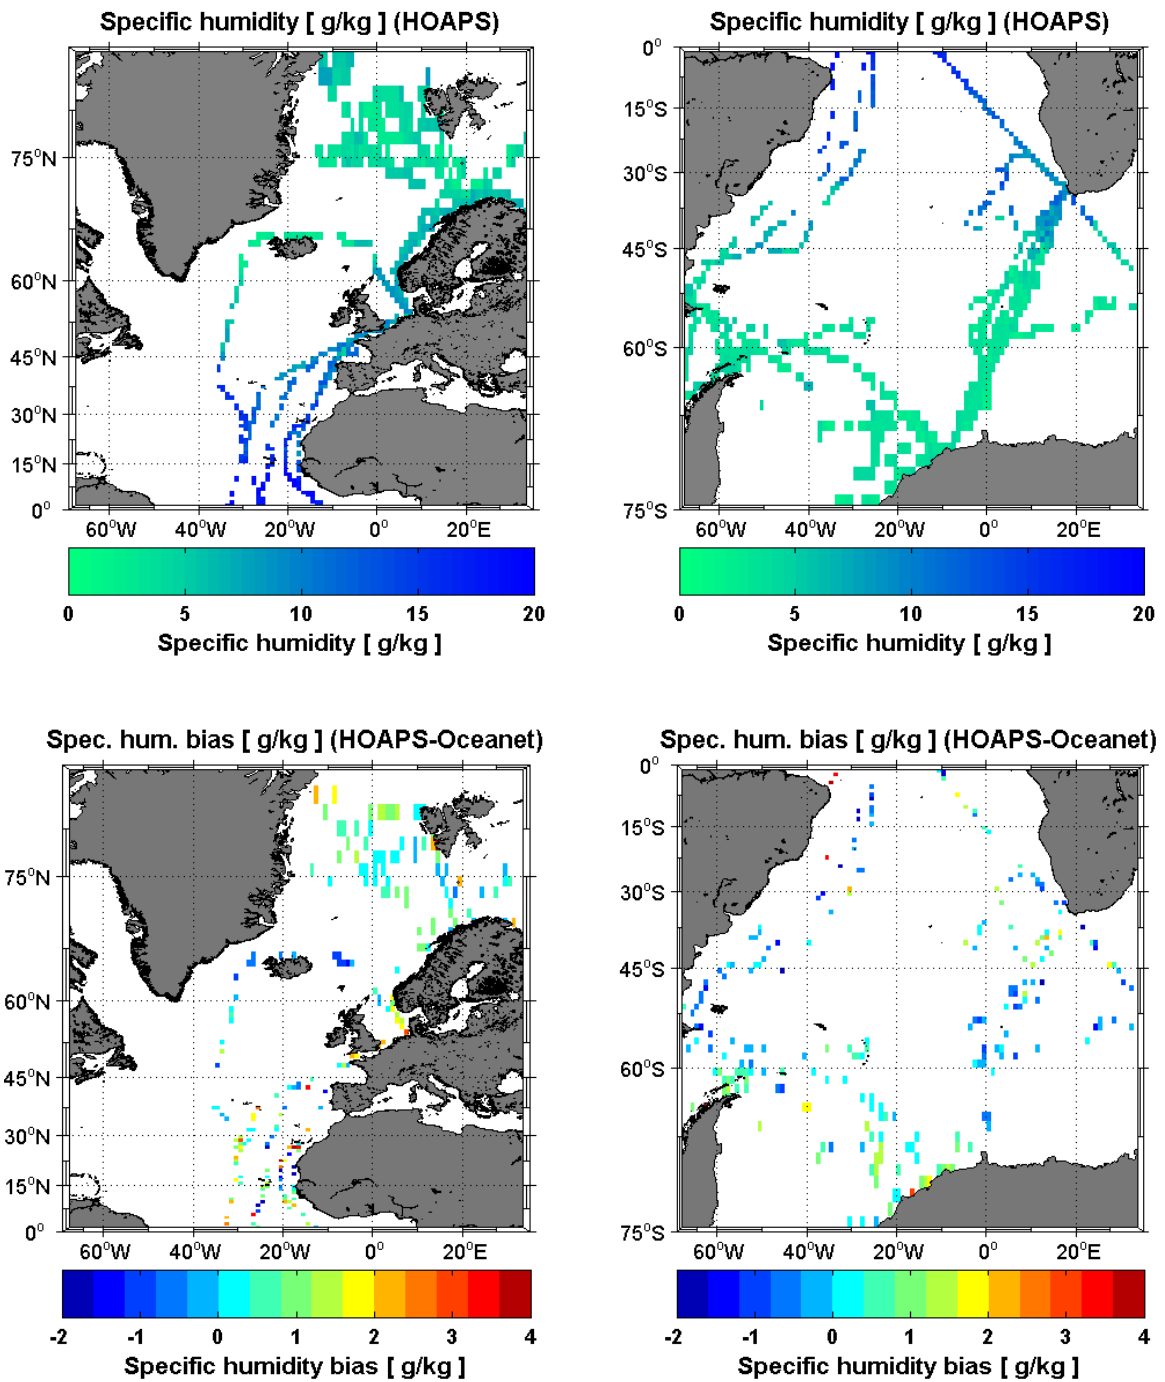 Specific humidity [ g/kg ] (HOAPS)
75°N
60°N
45°N
30°N
15°N
0°
60°W 40°W 20°W 0° 20°E
0 5 10 15 20
Specific humidity [ g/kg ]
Specific humidity [ g/kg ] (HOAPS)
0°
15°S
30°S
45°S
60°S
75°S
60°W 40°W 20°W 0° 20°E
0 5 10 15 20
Specific humidity [ g/kg ]
Spec. hum. bias [ g/kg ] (HOAPS-Oceanet)
75°N
60°N
45°N
30°N
15°N
0°
60°W 40°W 20°W 0° 20°E
-2 -1 0 1 2 3 4
Specific humidity bias [ g/kg ]
Spec. hum. bias [ g/kg ] (HOAPS-Oceanet)
0°
15°S
30°S
45°S
60°S
75°S
60°W 40°W 20°W 0° 20°E
-2 -1 0 1 2 3 4
Specific humidity bias [ g/kg ]